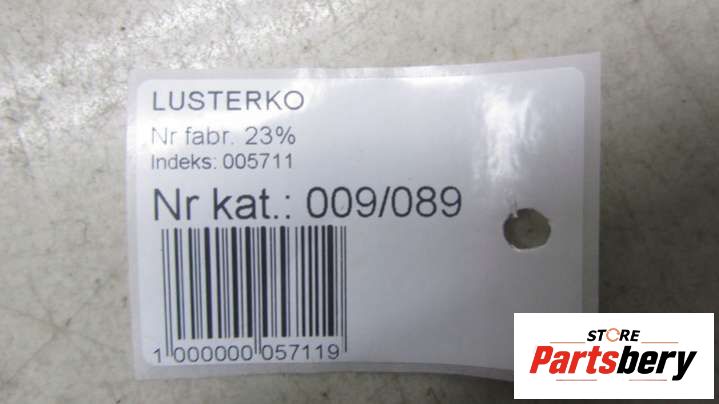 LUSTERKO
Nr fabr. 23%
Indeks: 005711
Nr kat.: 009/089
1 000000 057119
STORE
Partsbery